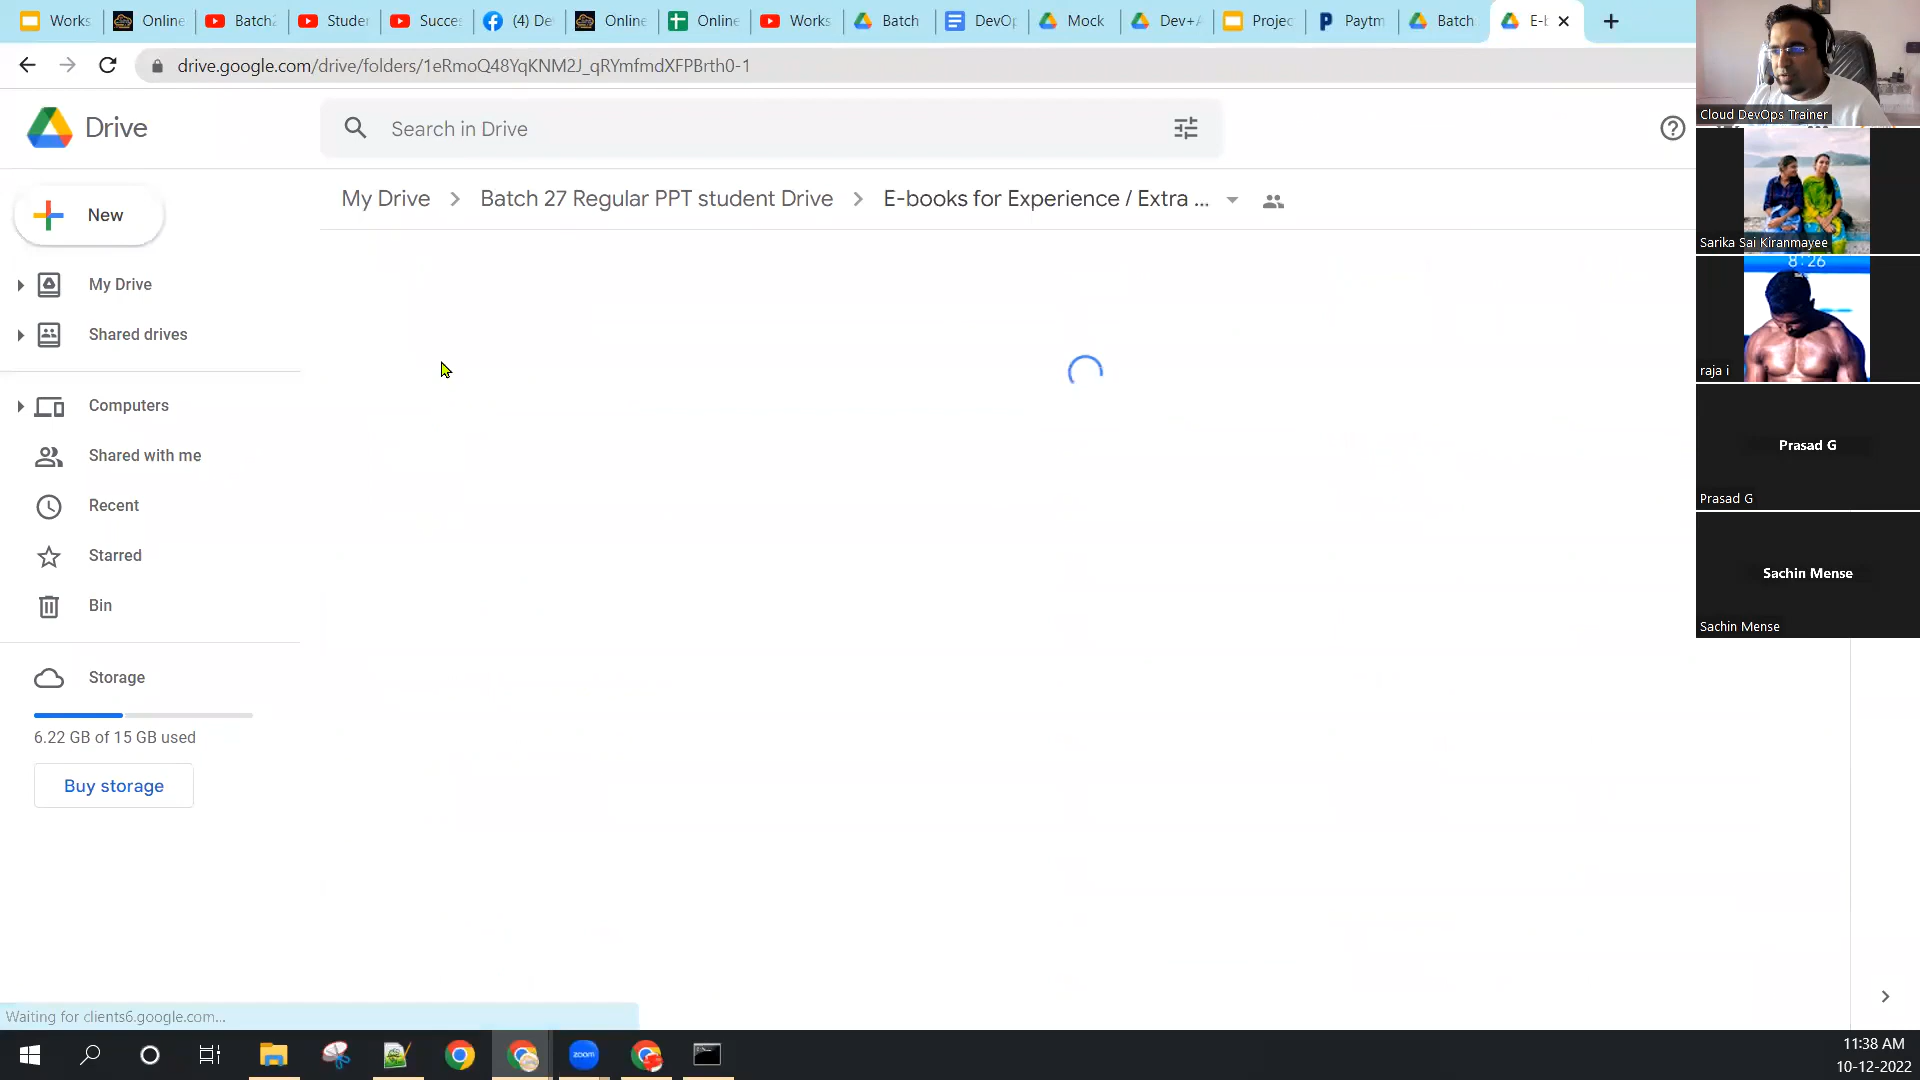 Works
Online
Batch2
Studen
Succes
(4) De
Online
Online
Works
Batch
DevOp
Mock
Dev+A
Projec
Paytm
Batch
E-b
drive.google.com/drive/folders/1eRmoQ48YqKNM2J_qRYmfmdXFPBrth0-1
Drive
Search in Drive
New
My Drive
Batch 27 Regular PPT student Drive
E-books for Experience / Extra ...
My Drive
Shared drives
Computers
Shared with me
Recent
Starred
Bin
Storage
6.22 GB of 15 GB used
Buy storage
Waiting for clients6.google.com...
Cloud DevOps Trainer
Sarika Sai Kiranmayee
8:26
raja i
Prasad G
Prasad G
Sachin Mense
Sachin Mense
zoom
11:38 AM
10-12-2022